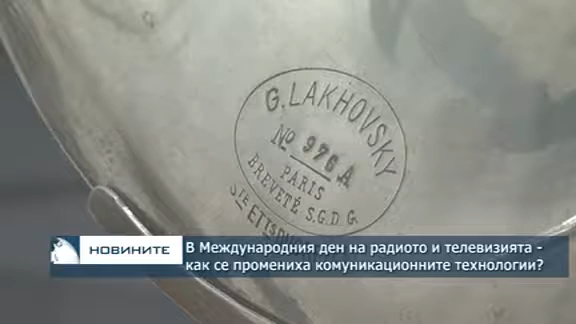 G. LAKHOVSKY
No 976 A
PARIS
BREVETÉ S.G.D.G.
НОВИНИТЕ
В Международния ден на радиото и телевизията -
как се промениха комуникационните технологии?